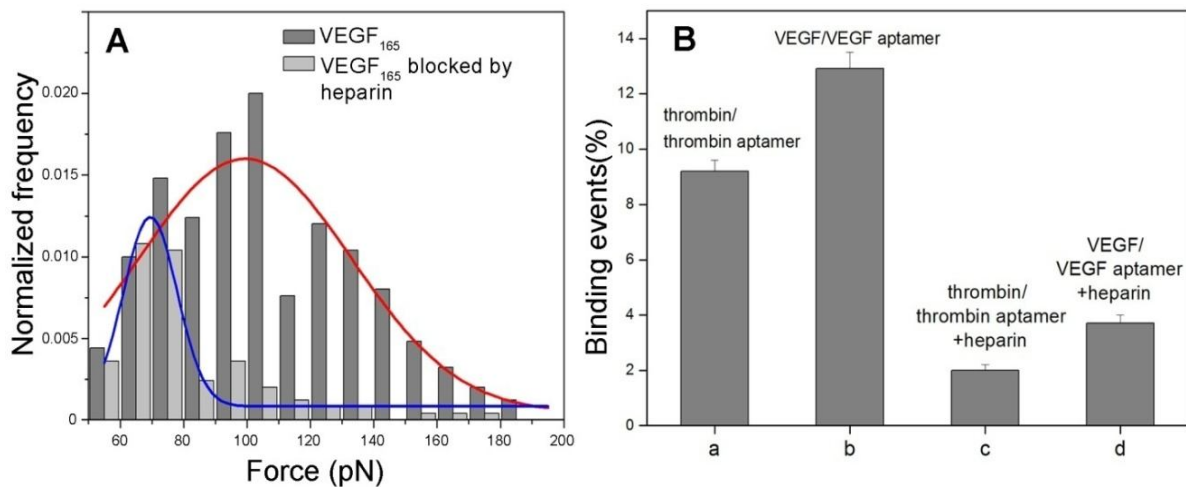 A
VEGF165
VEGF165 blocked by
heparin
Normalized frequency
0.020
0.015
0.010
0.005
0
60 80 100 120 140 160 180 200
Force (pN)
B
Binding events(%)
14
12
10
8
6
4
2
0
thrombin/
thrombin aptamer
VEGF/VEGF aptamer
thrombin/
thrombin aptamer
+heparin
VEGF/
VEGF aptamer
+heparin
a b c d